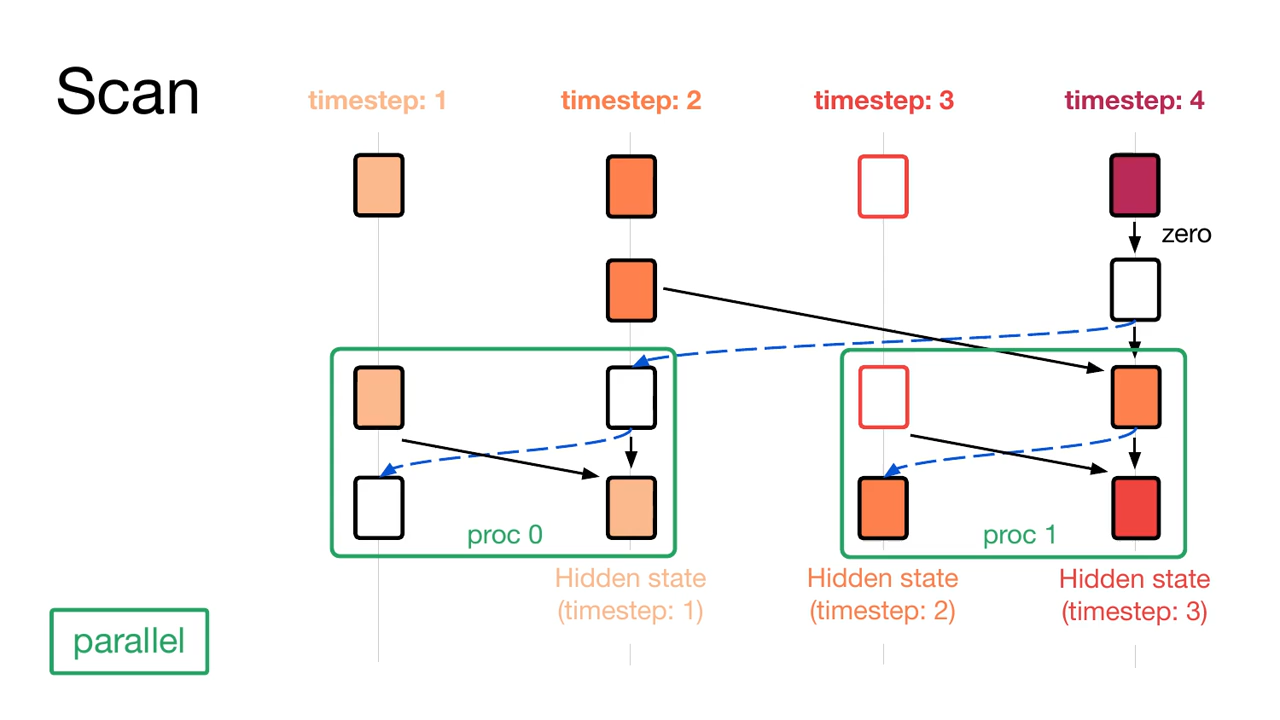 Scan
timestep: 1
timestep: 2
timestep: 3
timestep: 4
zero
proc 0
proc 1
Hidden state
(timestep: 1)
Hidden state
(timestep: 2)
Hidden state
(timestep: 3)
parallel